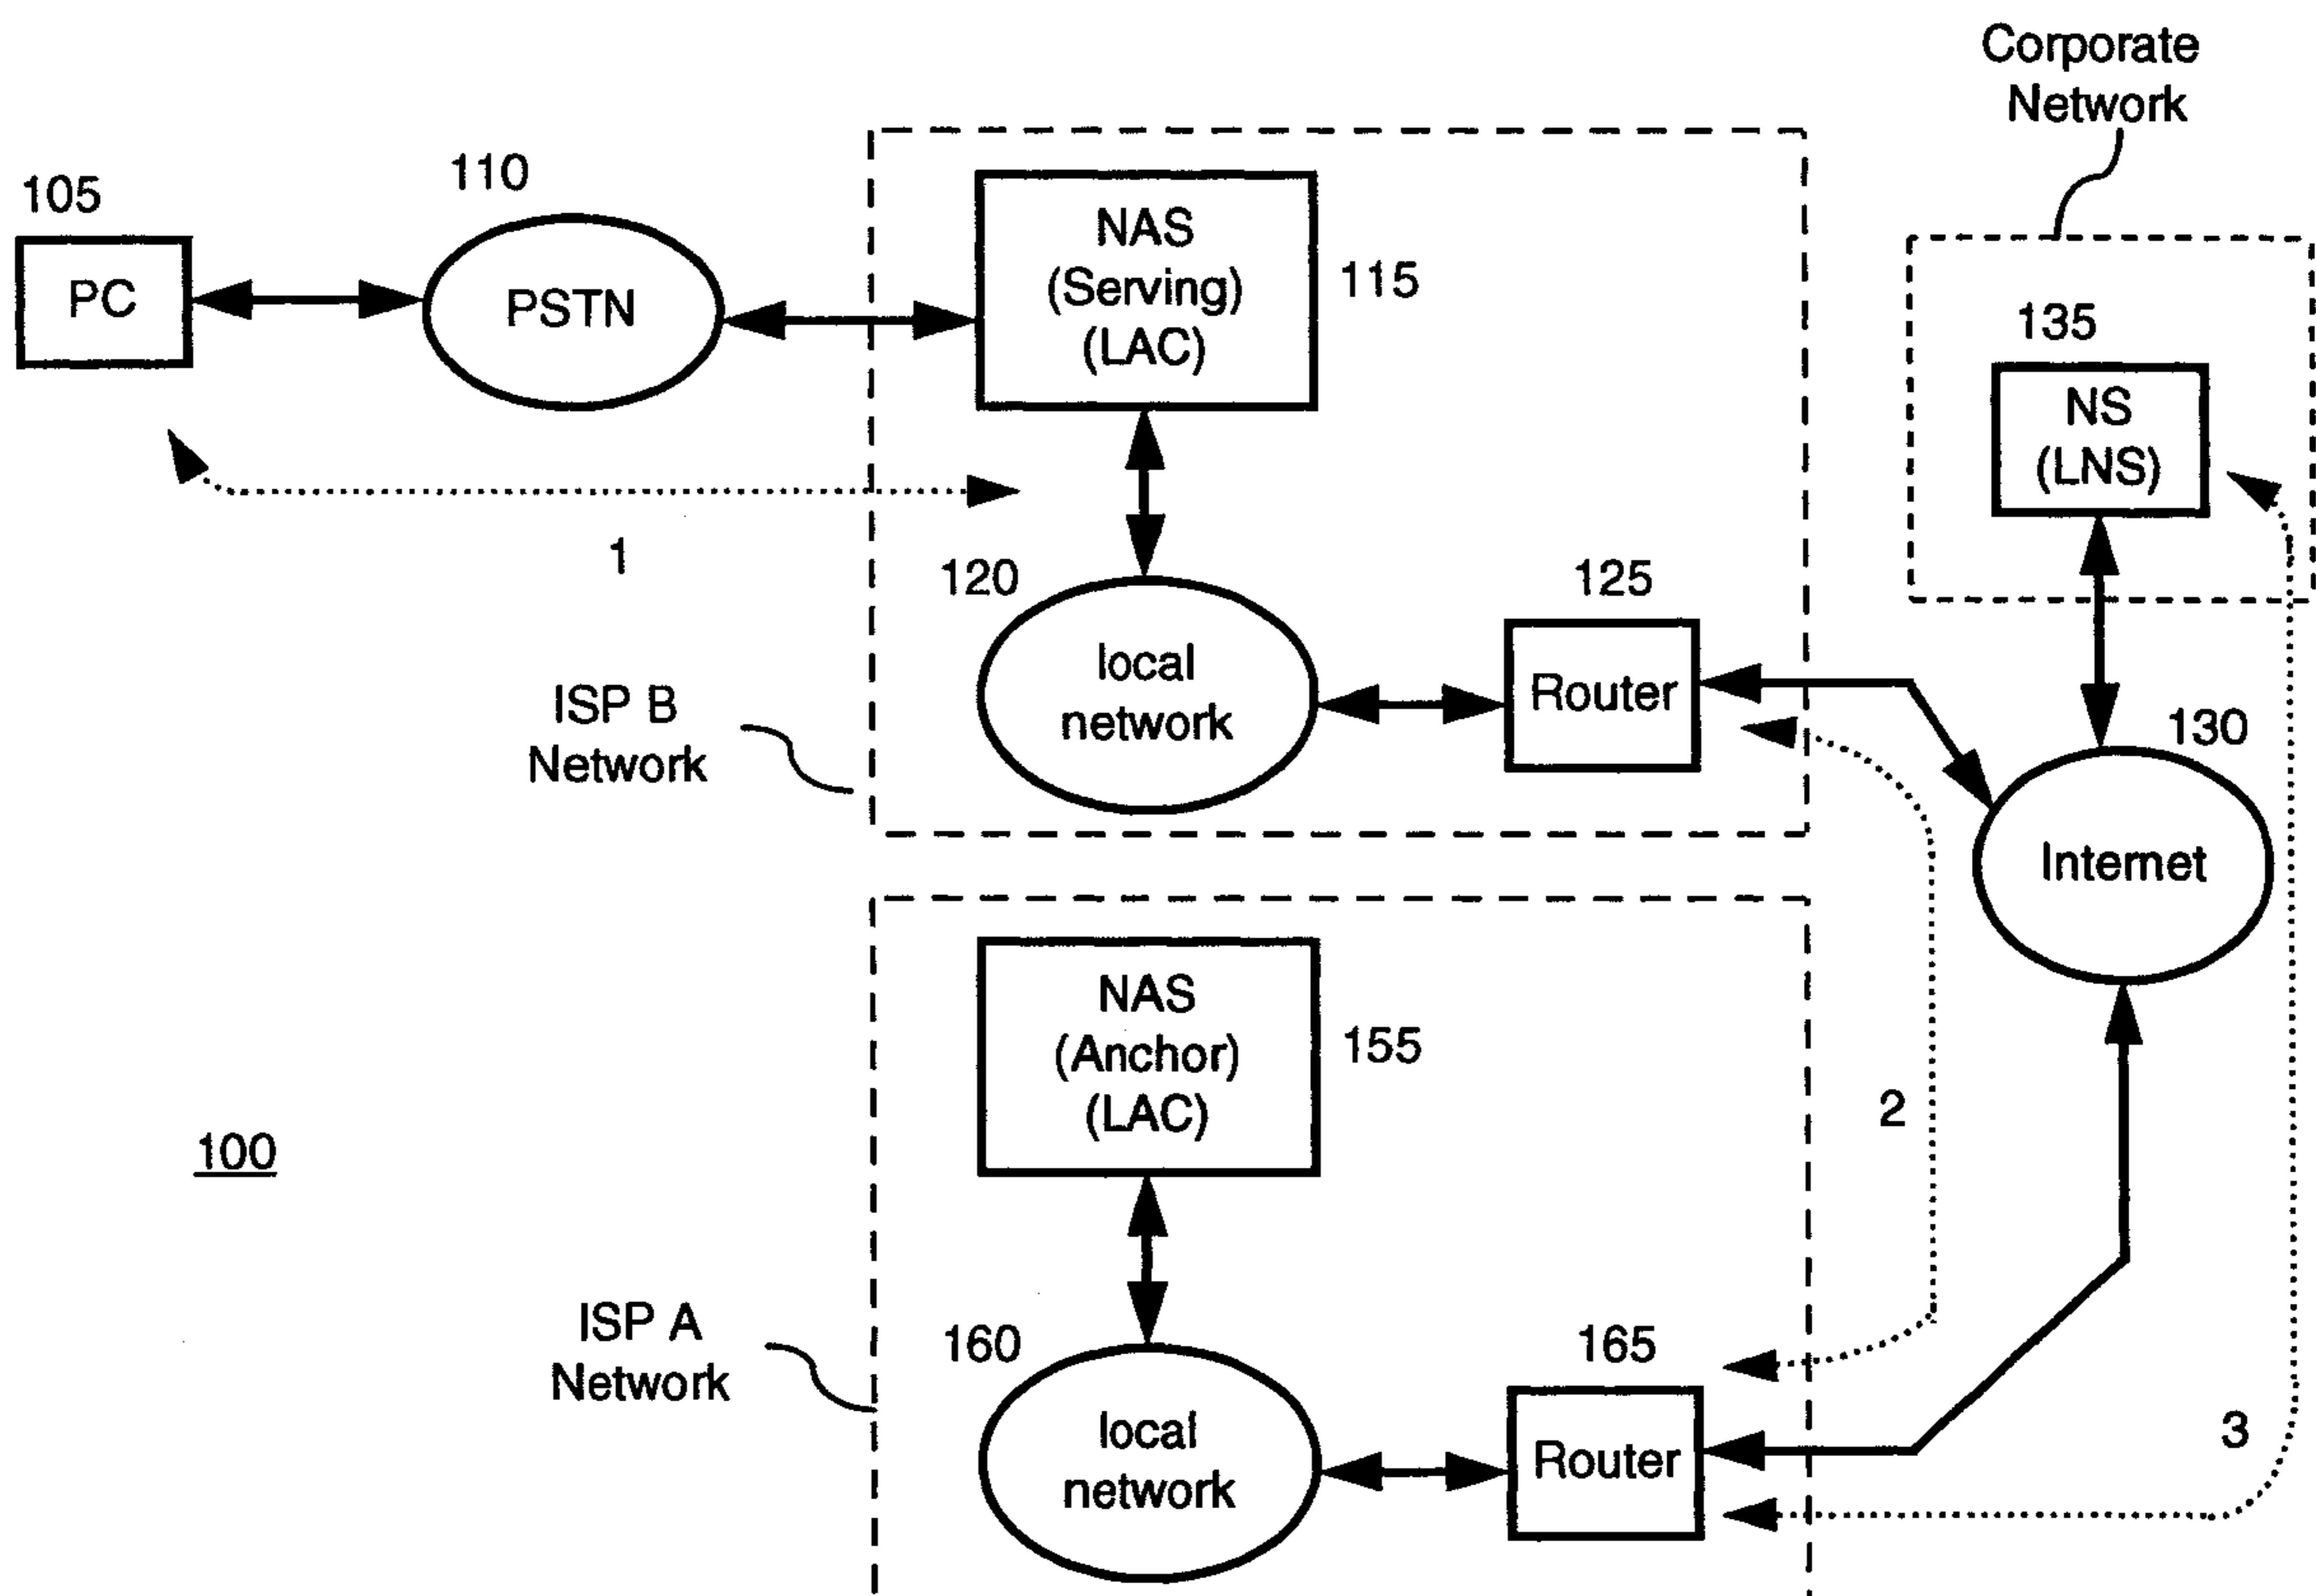 Corporate
Network
105
110
PC
PSTN
NAS
(Serving)
(LAC)
115
135
NS
(LNS)
1
120
125
local
network
Router
ISP B
Network
130
Internet
NAS
(Anchor)
(LAC)
155
2
100
ISP A
Network
160
165
local
network
Router
3